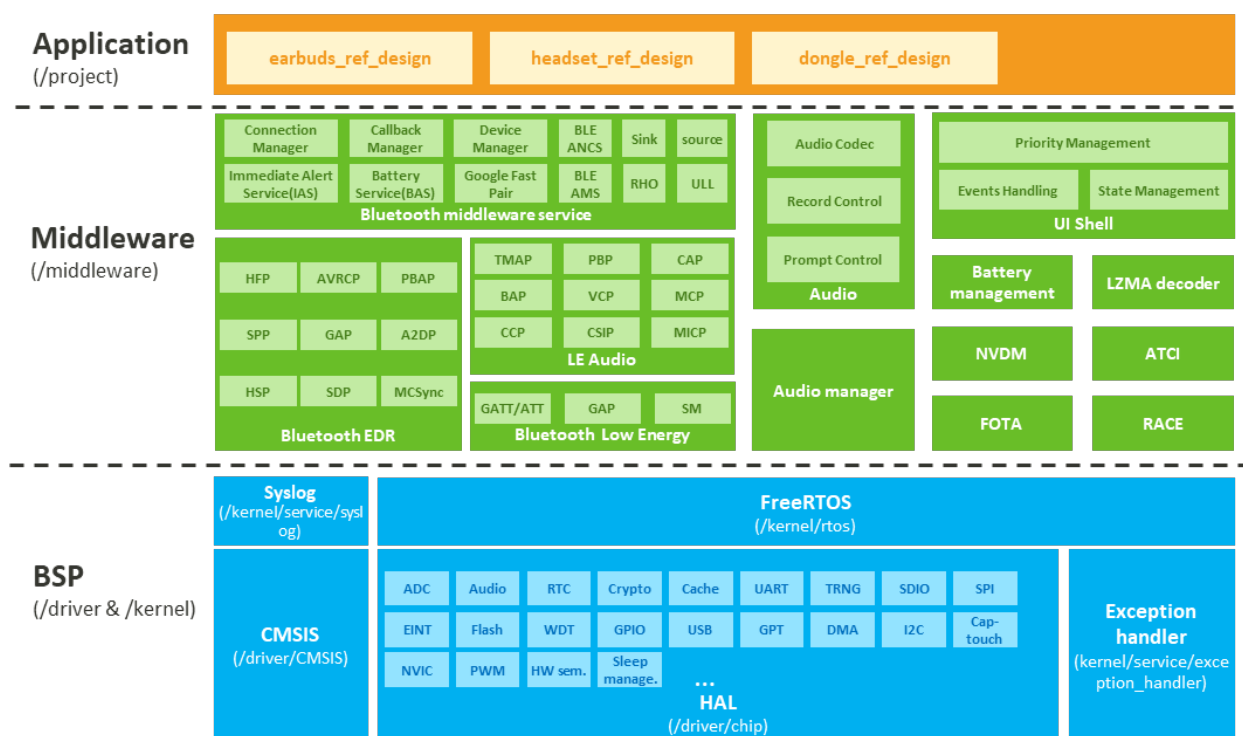 Application
(/project)
earbuds_ref_design
headset_ref_design
dongle_ref_design
Middleware
(/middleware)
Connection
Manager
Callback
Manager
Device
Manager
BLE
ANCS
Sink
source
Immediate Alert
Service(IAS)
Battery
Service(BAS)
Google Fast
Pair
BLE
AMS
RHO
ULL
Bluetooth middleware service
HFP
AVRCP
PBAP
SPP
GAP
A2DP
HSP
SDP
MCSync
Bluetooth EDR
TMAP
PBP
CAP
BAP
VCP
MCP
CCP
CSIP
MICP
LE Audio
GATT/ATT
GAP
SM
Bluetooth Low Energy
Audio Codec
Record Control
Prompt Control
Audio
Audio manager
Priority Management
Events Handling
State Management
UI Shell
Battery
management
LZMA decoder
NVDM
ATCI
FOTA
RACE
BSP
(/driver & /kernel)
Syslog
(/kernel/service/sysl
og)
FreeRTOS
(/kernel/rtos)
CMSIS
(/driver/CMSIS)
ADC
Audio
RTC
Crypto
Cache
UART
TRNG
SDIO
SPI
EINT
Flash
WDT
GPIO
USB
GPT
DMA
I2C
Cap-
touch
NVIC
PWM
HW sem.
Sleep
manage.
...
HAL
(/driver/chip)
Exception
handler
(kernel/service/exce
ption_handler)